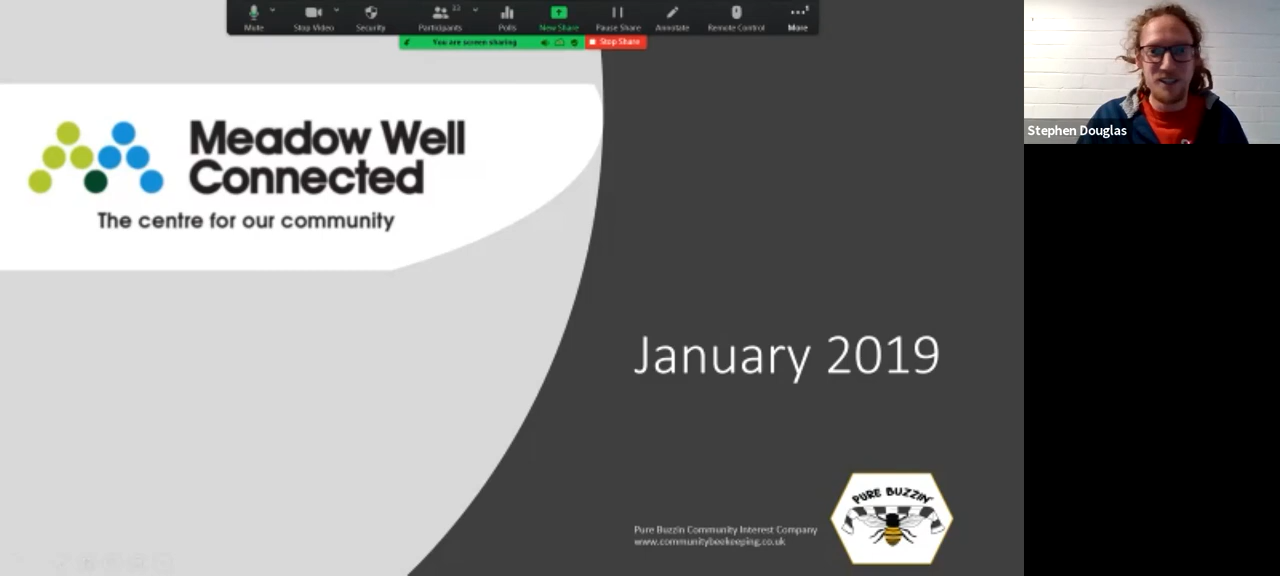 Mute
Stop Video
Security
Participants
33
Polls
New Share
Pause Share
Annotate
Remote Control
More
You are screen sharing
Stop Share
Stephen Douglas
Meadow Well
Connected
The centre for our community
January 2019
PURE BUZZIN'
Pure Buzzin Community Interest Company
www.communitybeekeeping.co.uk